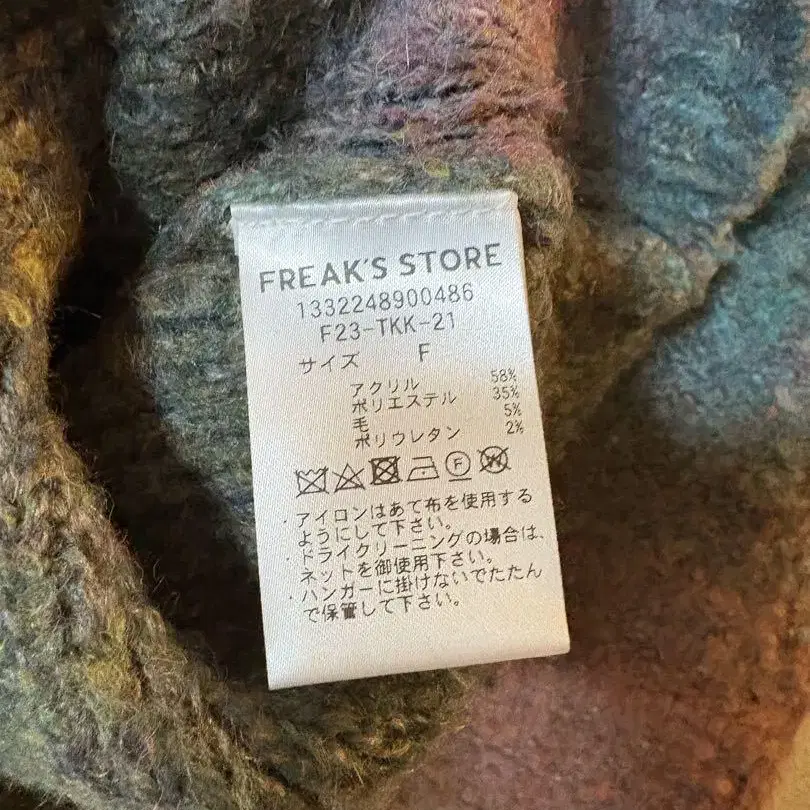 FREAK'S STORE
1332248900486
F23-TKK-21
サイズ F
アクリル 58%
ポリエステル 35%
毛 5%
ポリウレタン 2%
F W
・アイロンはあて布を使用する
ようにして下さい。
・ドライクリーニングの場合は、
ネットを御使用下さい。
・ハンガーに掛けないでたたん
で保管して下さい。